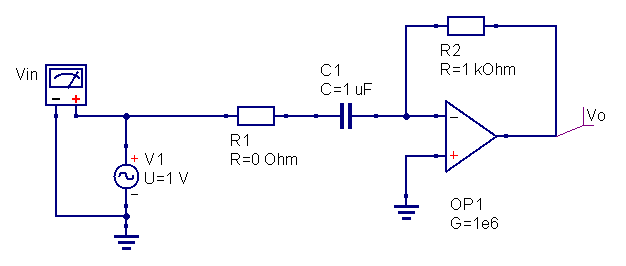 Vin
− +
+
V1
U=1 V
−
R1
R=0 Ohm
C1
C=1 uF
R2
R=1 kOhm
−
+
Vo
OP1
G=1e6